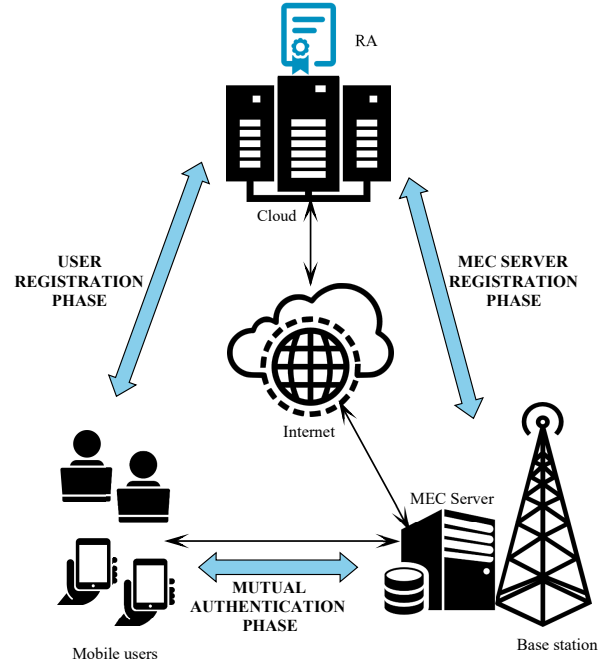 RA
Cloud
USER
REGISTRATION
PHASE
MEC SERVER
REGISTRATION
PHASE
Internet
MEC Server
MUTUAL
AUTHENTICATION
PHASE
Mobile users
Base station